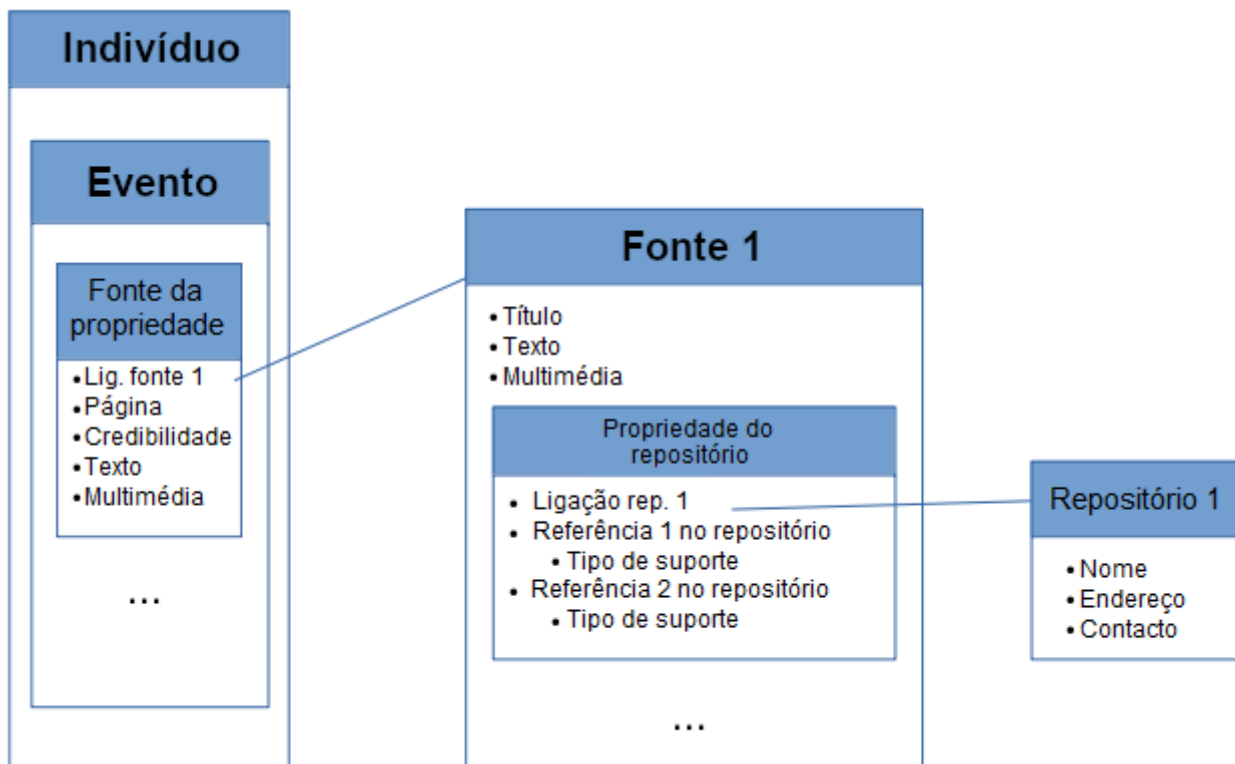 Indivíduo
Evento
Fonte da
propriedade
•Lig. fonte 1
•Página
•Credibilidade
•Texto
•Multimédia
...
Fonte 1
•Título
•Texto
•Multimédia
Propriedade do
repositório
• Ligação rep. 1
• Referência 1 no repositório
• Tipo de suporte
• Referência 2 no repositório
• Tipo de suporte
...
Repositório 1
•Nome
•Endereço
•Contacto